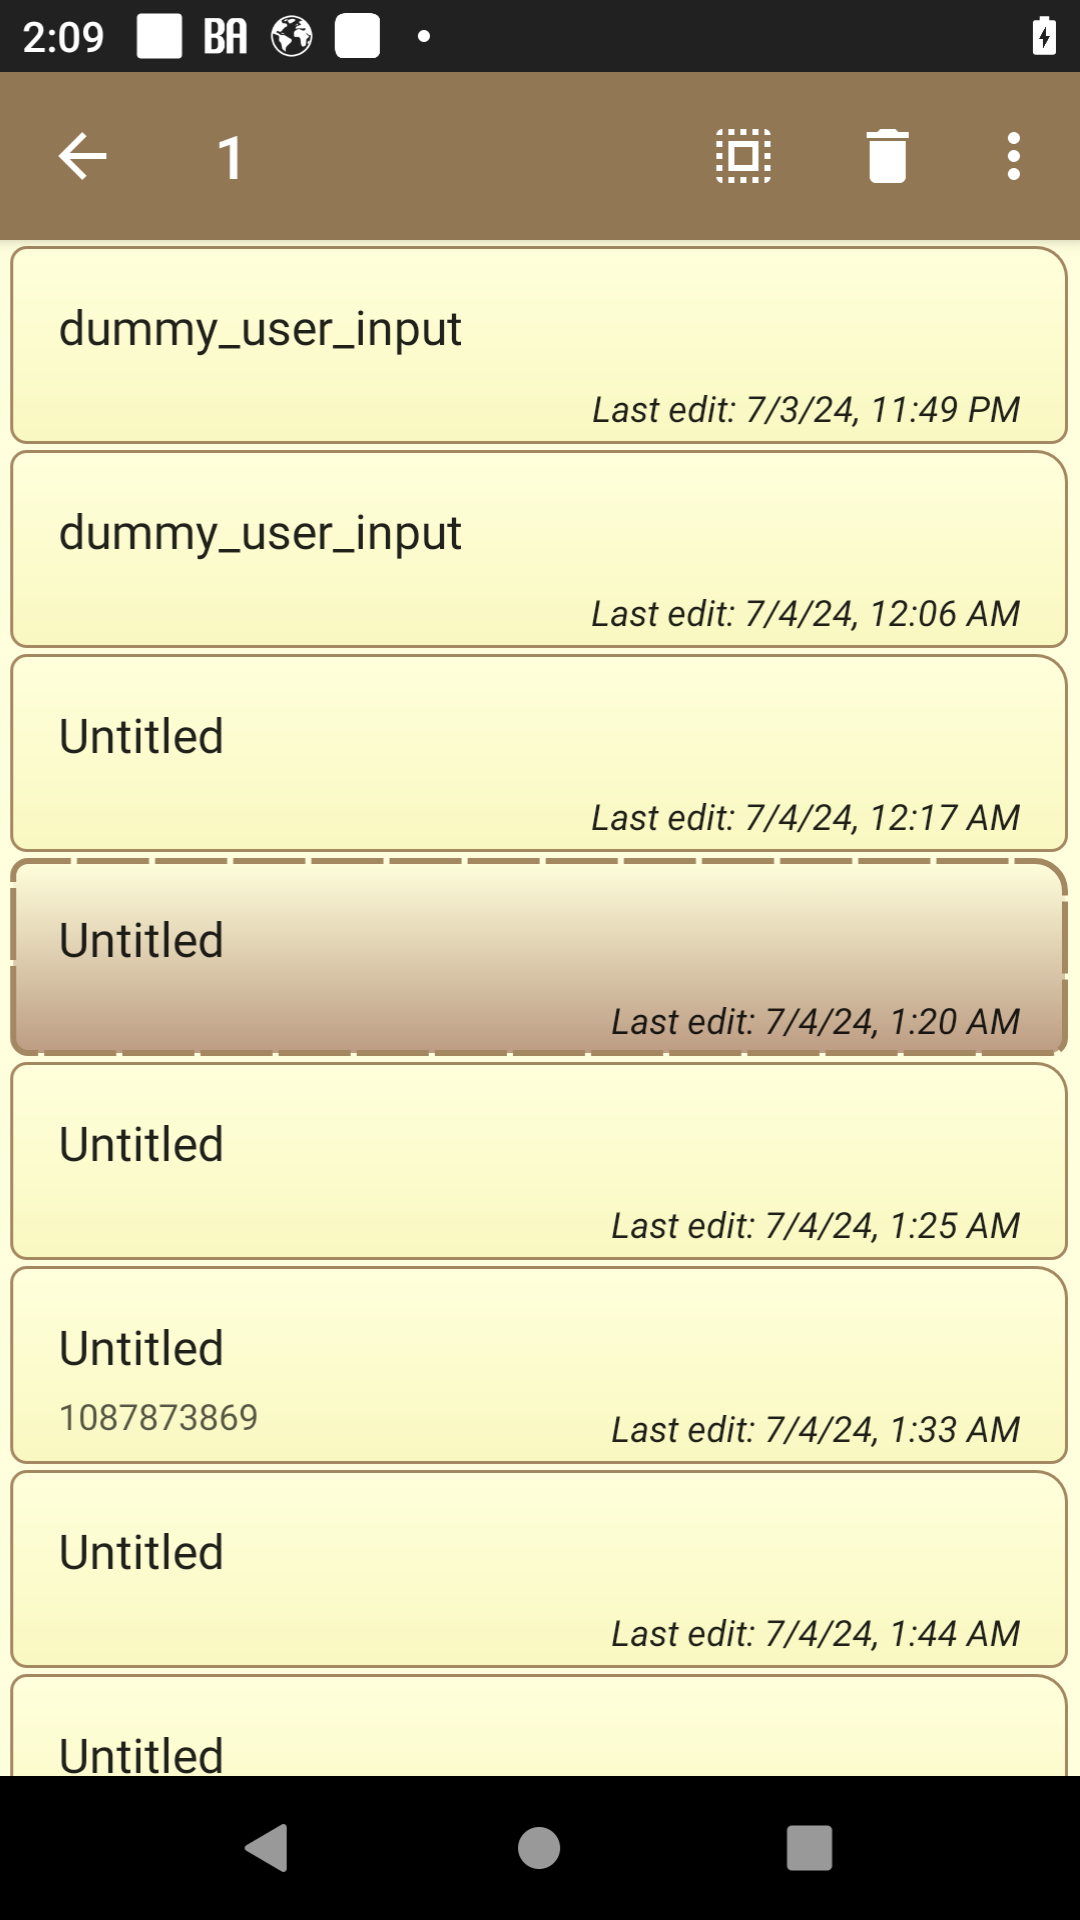 2:09 BA
1
dummy_user_input
Last edit: 7/3/24, 11:49 PM
dummy_user_input
Last edit: 7/4/24, 12:06 AM
Untitled
Last edit: 7/4/24, 12:17 AM
Untitled
Last edit: 7/4/24, 1:20 AM
Untitled
Last edit: 7/4/24, 1:25 AM
Untitled
1087873869 Last edit: 7/4/24, 1:33 AM
Untitled
Last edit: 7/4/24, 1:44 AM
Untitled